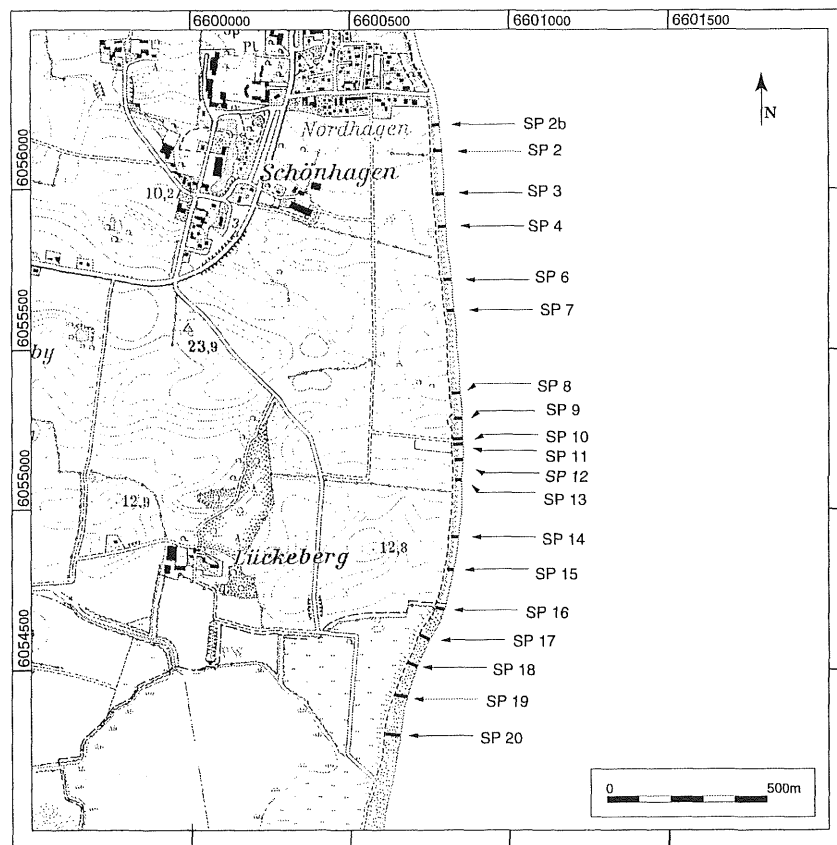 6600000 6600500 6601000 6601500
Sp
Pl
Nordhagen
Schönhagen
10,2
3
23,9
by
12,9
Lückeberg
12,8
6056000
6055500
6055000
6054500
N
SP 2b
SP 2
SP 3
SP 4
SP 6
SP 7
SP 8
SP 9
SP 10
SP 11
SP 12
SP 13
SP 14
SP 15
SP 16
SP 17
SP 18
SP 19
SP 20
0 500m